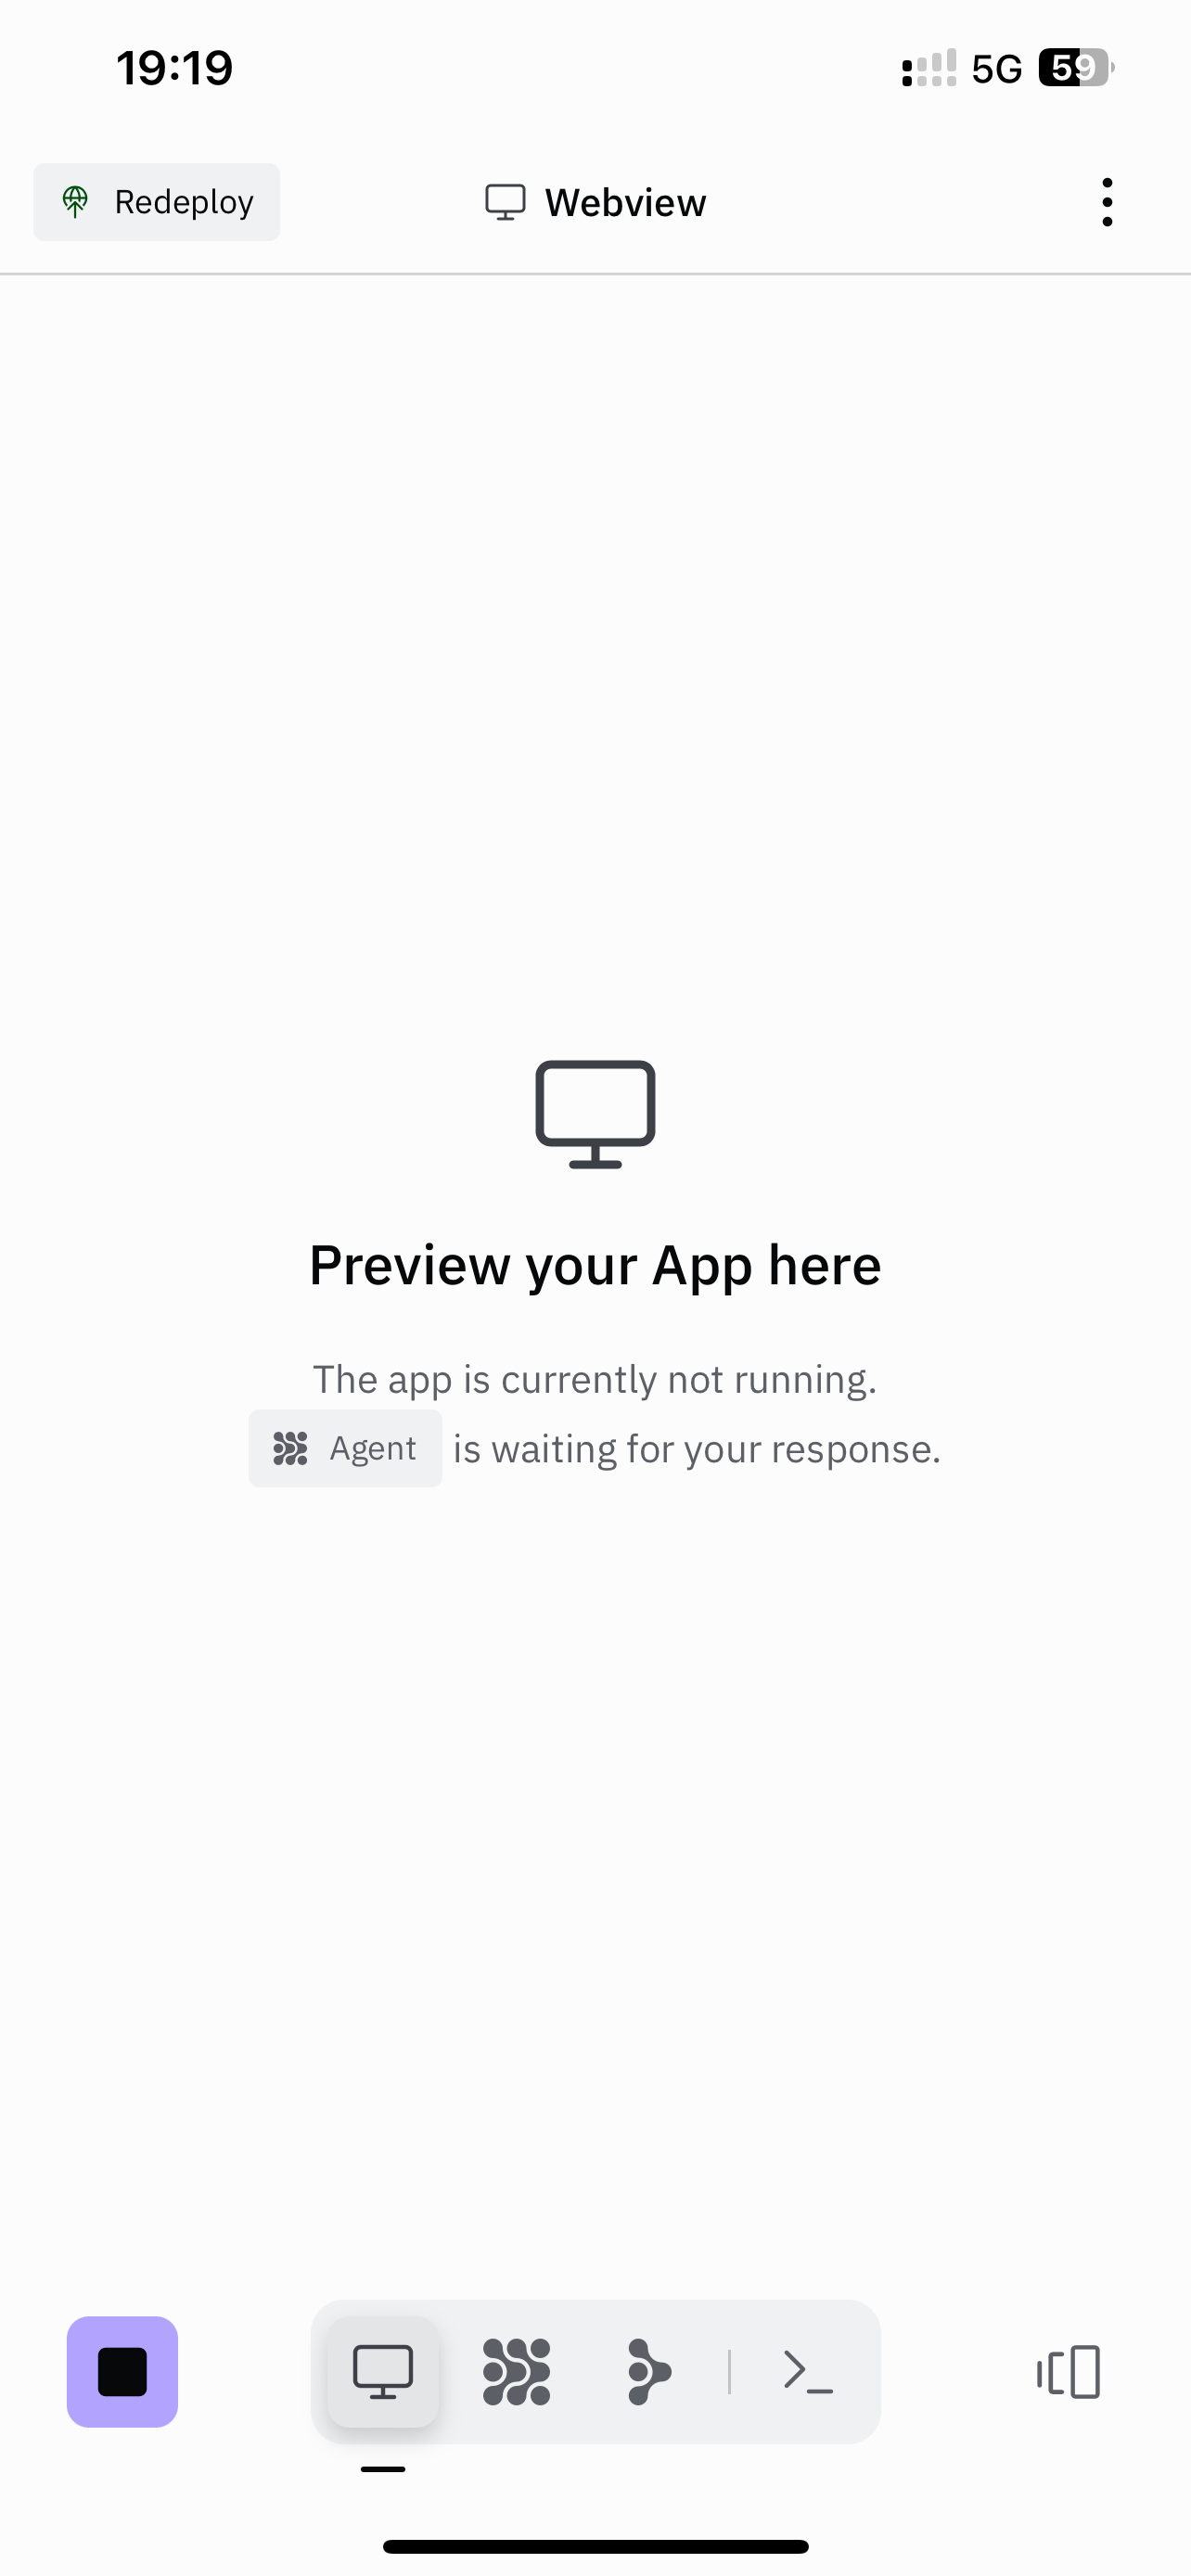 19:19
5G
59
Redeploy
Webview
Preview your App here
The app is currently not running.
Agent is waiting for your response.